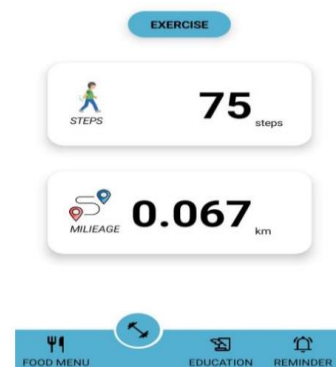 EXERCISE
75
STEPS steps
0.067
MILIEAGE km
FOOD MENU EDUCATION REMINDER